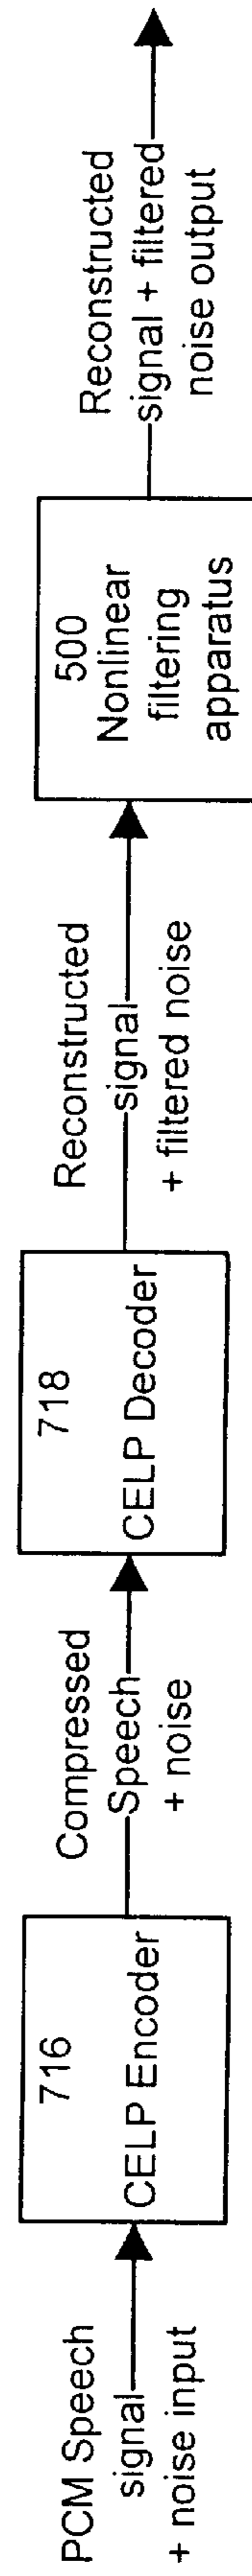 PCM Speech
signal
+ noise input
716
CELP Encoder
Compressed
Speech
+ noise
718
CELP Decoder
Reconstructed
signal
+ filtered noise
500
Nonlinear
filtering
apparatus
Reconstructed
signal + filtered
noise output